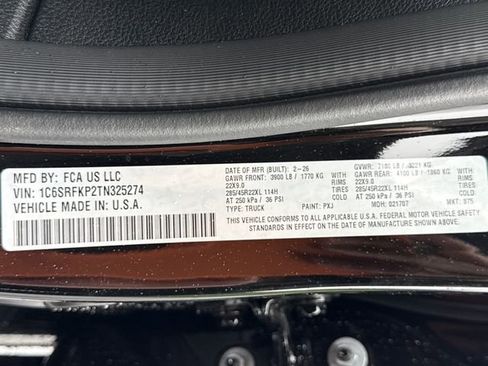 MFD BY: FCA US LLC
VIN: 1C6SRFKP2TN325274
VEHICLE MADE IN: U.S.A.
DATE OF MFR (BUILT): 2-26
GVWR: 7100 LB / 3221 KG
GAWR FRONT: 3900 LB / 1770 KG WITH
GAWR REAR: 4100 LB / 1860 KG WITH
22X9.0 RIMS
22X9.0 RIMS
285/45R22XL 114H TIRES
285/45R22XL 114H TIRES
AT 250 kPa / 36 PSI COLD
AT 250 kPa / 36 PSI COLD
THIS VEHICLE CONFORMS TO ALL APPLICABLE U.S.A. FEDERAL MOTOR VEHICLE SAFETY
STANDARDS IN EFFECT ON THE DATE OF MANUFACTURE SHOWN ABOVE.
TYPE: TRUCK PAINT: PXJ MDH: 021707 MKT: 075